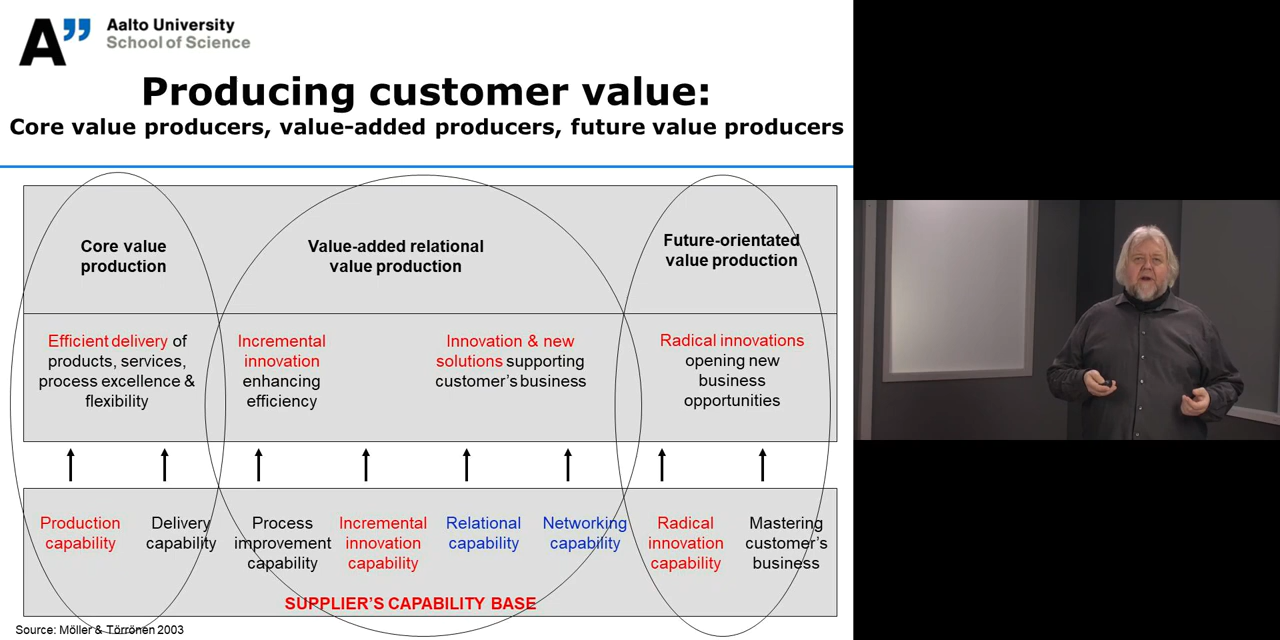 A”
Aalto University
School of Science
Producing customer value:
Core value producers, value-added producers, future value producers
Core value
production
Value-added relational
value production
Future-orientated
value production
Efficient delivery of
products, services,
process excellence &
flexibility
Incremental
innovation
enhancing
efficiency
Innovation & new
solutions supporting
customer’s business
Radical innovations
opening new
business
opportunities
Production
capability
Delivery
capability
Process
improvement
capability
Incremental
innovation
capability
Relational
capability
Networking
capability
Radical
innovation
capability
Mastering
customer’s
business
SUPPLIER’S CAPABILITY BASE
Source: Möller & Törrönen 2003